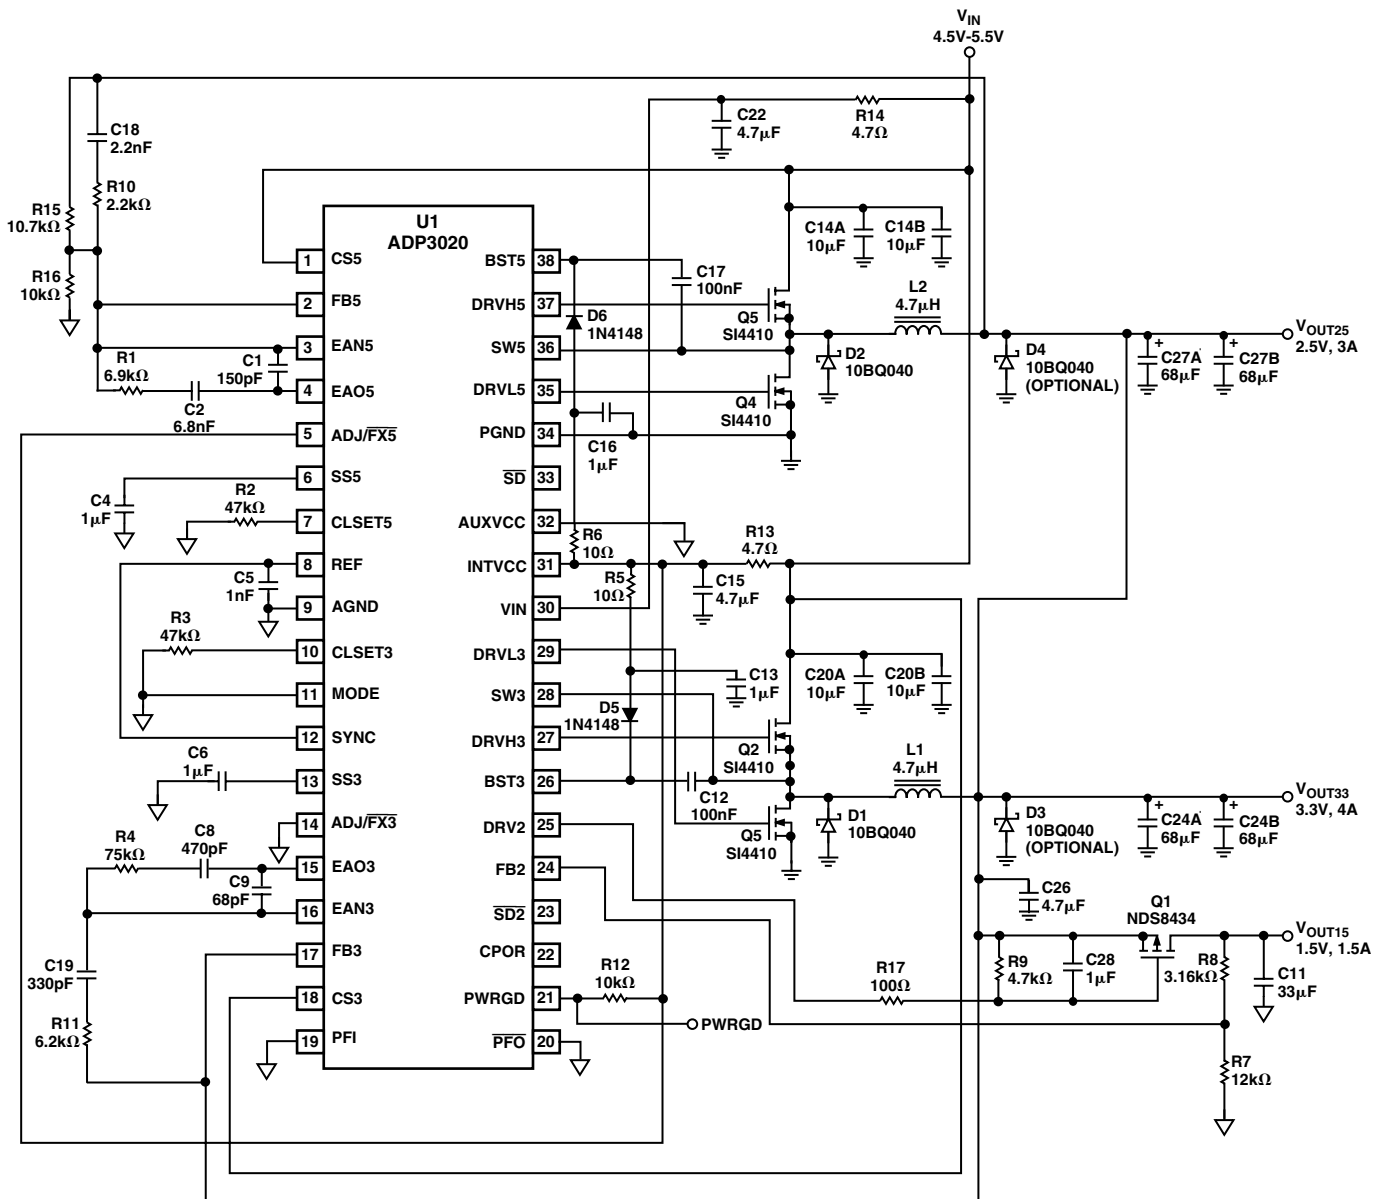 VIN
4.5V-5.5V
C18
2.2nF
C22
4.7μF
R14
4.7Ω
R10
2.2kΩ
R15
10.7kΩ
R16
10kΩ
U1
ADP3020
C14A
10μF
C14B
10μF
1 CS5
BST5 38
C17
100nF
L2
4.7μH
2 FB5
DRVH5 37
D6
1N4148
Q5
SI4410
VOUT25
2.5V, 3A
3 EAN5
SW5 36
R1
6.9kΩ
C1
150pF
D2
10BQ040
D4
10BQ040
(OPTIONAL)
C27A
68μF
C27B
68μF
4 EAO5
DRVL5 35
C2
6.8nF
Q4
SI4410
5 ADJ/FX5
PGND 34
C16
1μF
6 SS5
SD 33
C4
1μF
R2
47kΩ
7 CLSET5
AUXVCC 32
R6
10Ω
R13
4.7Ω
8 REF
INTVCC 31
C5
1nF
R5
10Ω
C15
4.7μF
9 AGND
VIN 30
R3
47kΩ
10 CLSET3
DRVL3 29
C13
1μF
C20A
10μF
C20B
10μF
11 MODE
SW3 28
D5
1N4148
12 SYNC
DRVH3 27
Q2
SI4410
L1
4.7μH
C6
1μF
13 SS3
BST3 26
C12
100nF
VOUT33
3.3V, 4A
14 ADJ/FX3
DRV2 25
Q5
SI4410
D1
10BQ040
D3
10BQ040
(OPTIONAL)
C24A
68μF
C24B
68μF
R4
75kΩ
C8
470pF
15 EAO3
FB2 24
C9
68pF
C26
4.7μF
16 EAN3
SD2 23
Q1
NDS8434
VOUT15
1.5V, 1.5A
17 FB3
CPOR 22
C19
330pF
R12
10kΩ
R17
100Ω
R9
4.7kΩ
C28
1μF
R8
3.16kΩ
C11
33μF
18 CS3
PWRGD 21
PWRGD
R11
6.2kΩ
19 PFI
PFO 20
R7
12kΩ